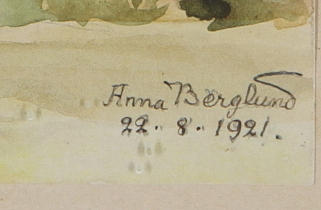 Anna Berglund
22. 8. 1921.